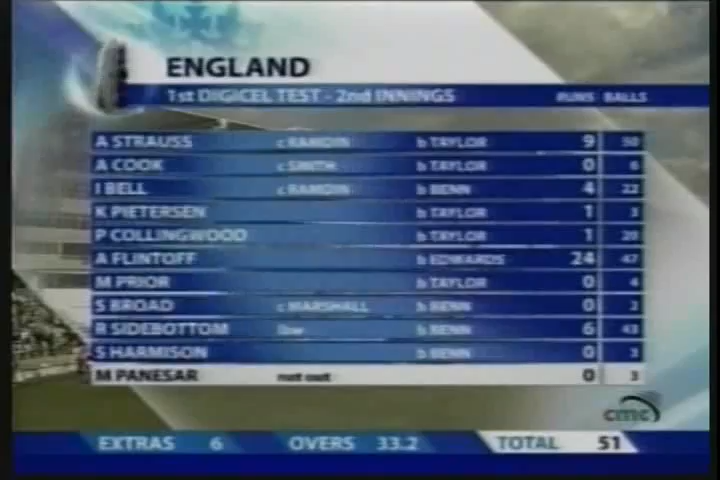 ENGLAND
1st DIGICEL TEST - 2nd INNINGS RUNS BALLS
A STRAUSS c RAMDIN b TAYLOR 9 50
A COOK c SMITH b TAYLOR 0 6
I BELL c RAMDIN b BENN 4 22
K PIETERSEN b TAYLOR 1 3
P COLLINGWOOD b TAYLOR 1 20
A FLINTOFF b EDWARDS 24 47
M PRIOR b TAYLOR 0 4
S BROAD c MARSHALL b BENN 0 2
R SIDEBOTTOM lbw b BENN 6 43
S HARMISON b BENN 0 3
M PANESAR not out 0 3
cmc
EXTRAS 6 OVERS 33.2 TOTAL 51